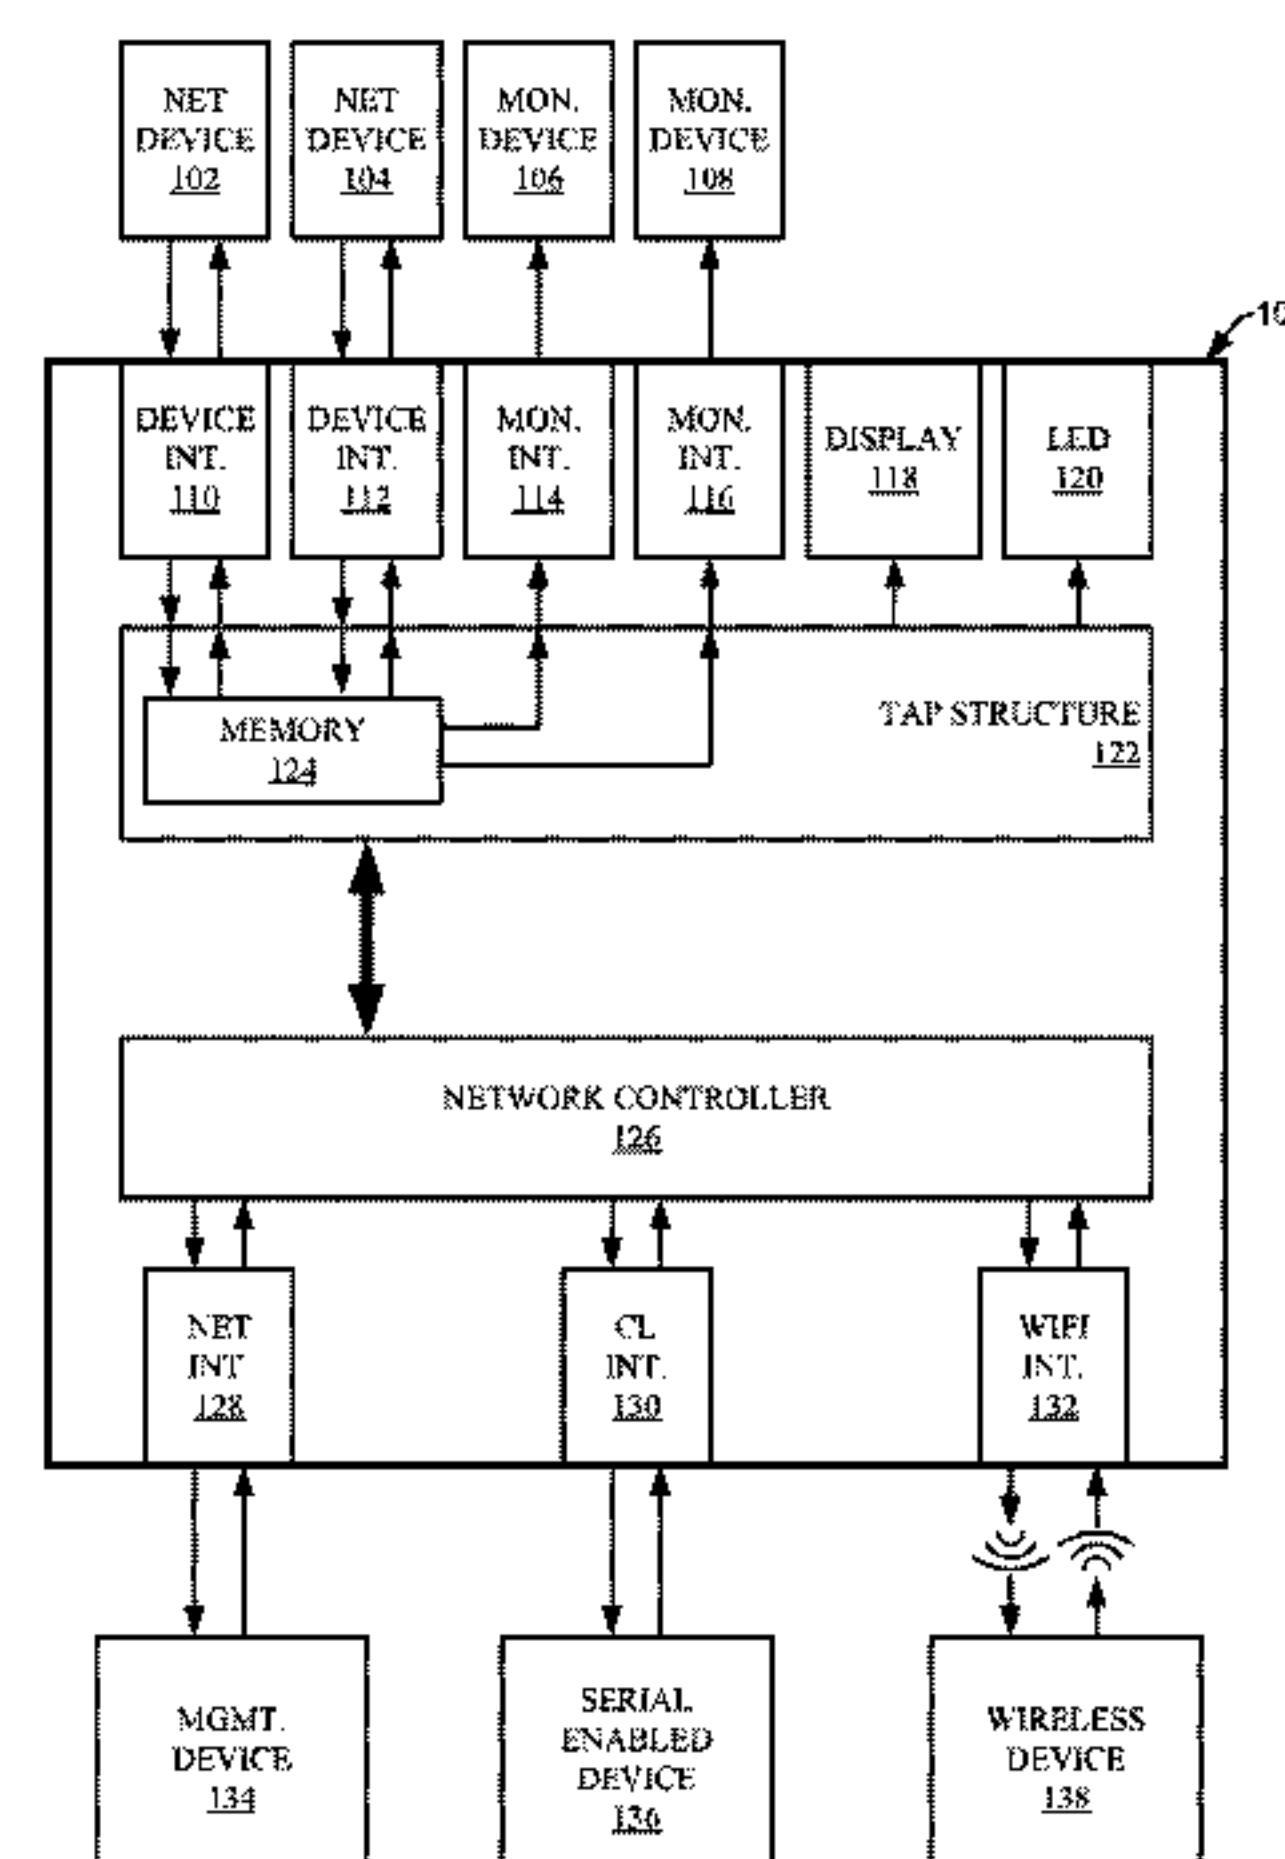 NET
DEVICE
102
NET
DEVICE
104
MON.
DEVICE
106
MON.
DEVICE
108
DEVICE
INT.
110
DEVICE
INT.
112
MON.
INT.
114
MON.
INT.
116
DISPLAY
118
LED
120
TAP STRUCTURE
122
MEMORY
124
NETWORK CONTROLLER
126
NET
INT
128
CL
INT.
130
WIFI
INT.
132
MGMT.
DEVICE
134
SERIAL
ENABLED
DEVICE
136
WIRELESS
DEVICE
138